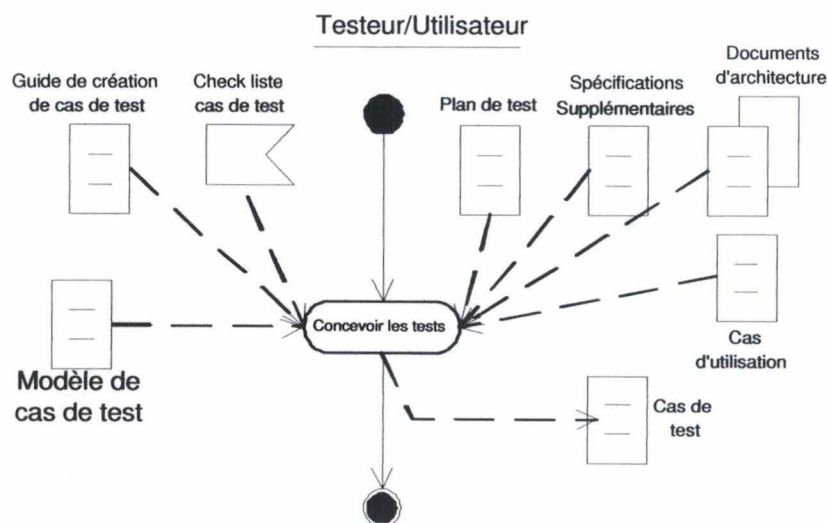 Testeur/Utilisateur
Guide de création
de cas de test
Check liste
cas de test
Plan de test
Spécifications
Supplémentaires
Documents
d'architecture
Concevoir les tests
Modèle de
cas de test
Cas
d'utilisation
Cas de
test